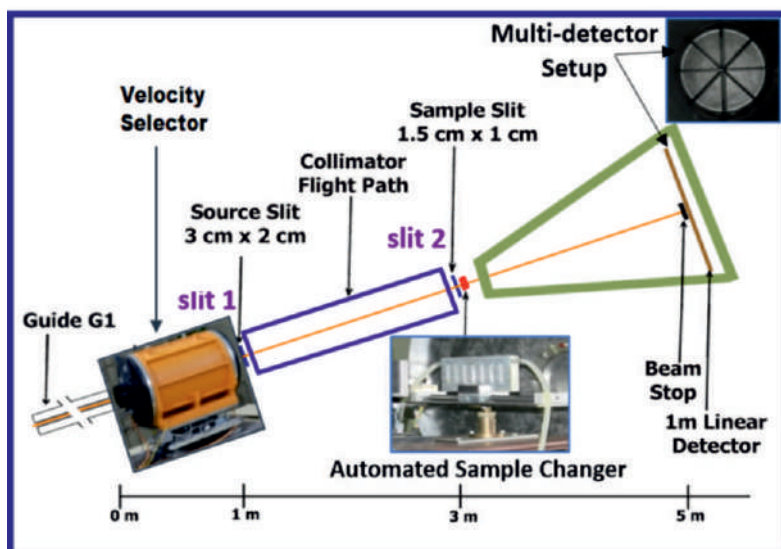 Multi-detector
Setup
Velocity
Selector
Sample Slit
1.5 cm x 1 cm
Collimator
Flight Path
Source Slit
3 cm x 2 cm
slit 2
slit 1
Guide G1
Beam
Stop
1m Linear
Detector
Automated Sample Changer
0 m
1 m
3 m
5 m